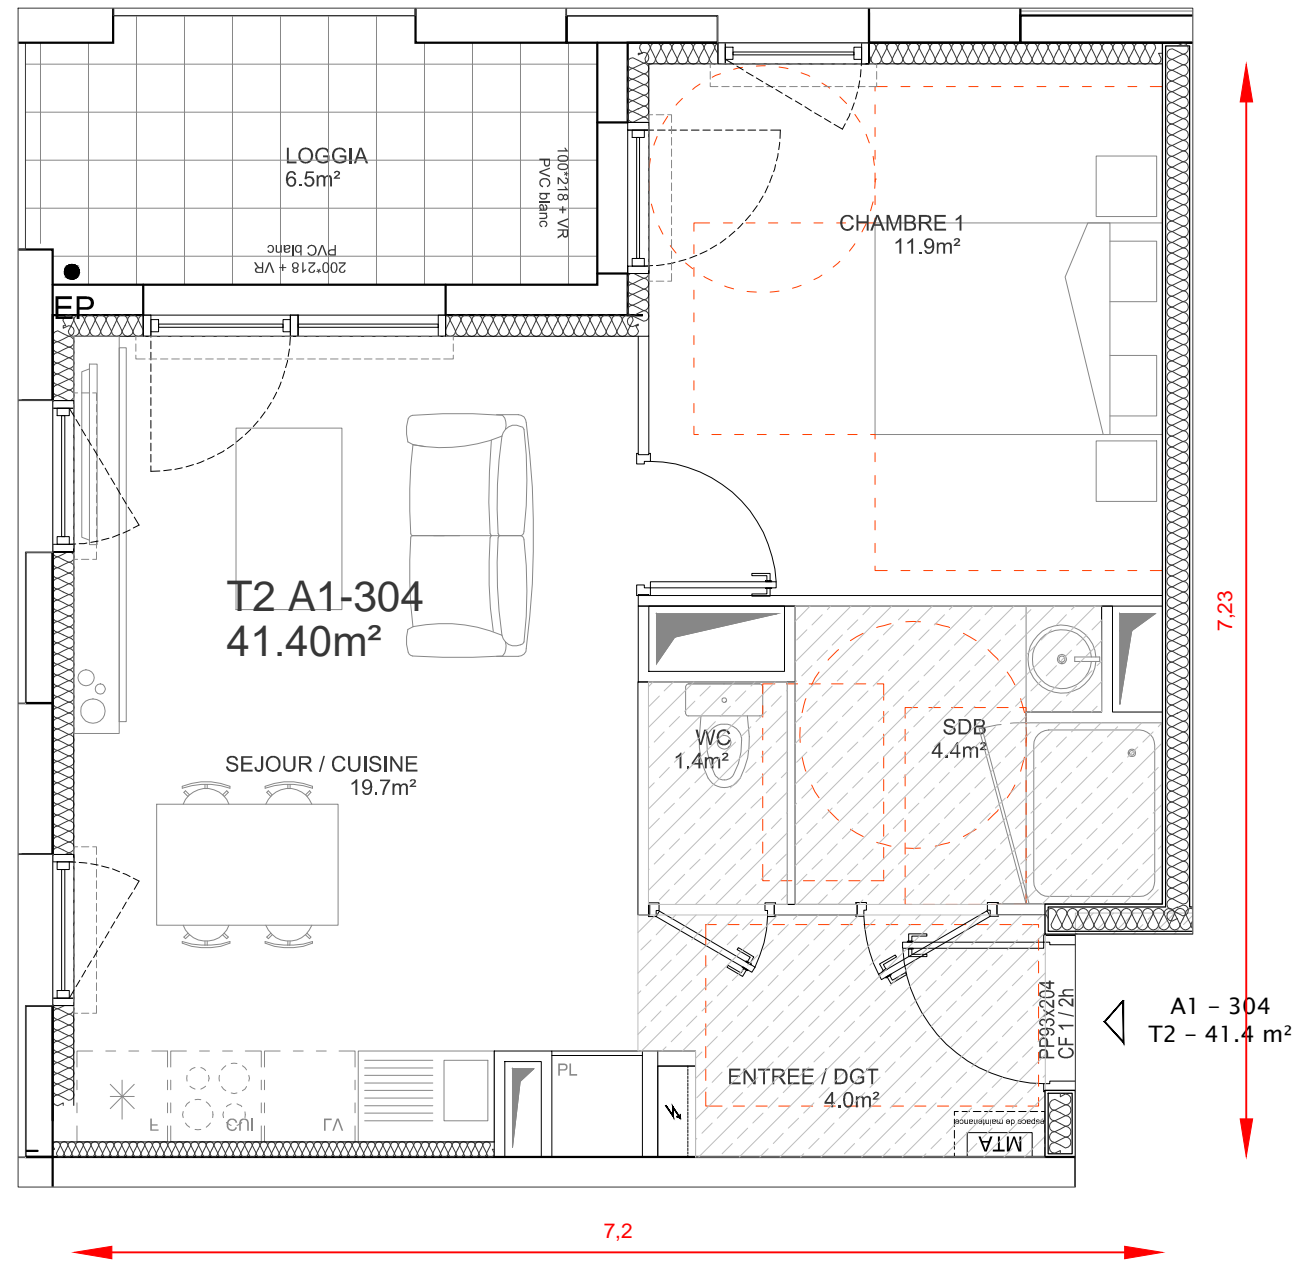 LOGGIA
6.5m²
100*218 + VR
PVC blanc
200*218 + VR
PVC blanc
EP
CHAMBRE 1
11.9m²
T2 A1-304
41.40m²
7,23
WC
1.4m²
SDB
4.4m²
SEJOUR / CUISINE
19.7m²
PP93x204
CF 1 / 2h
A1 - 304
T2 - 41.4 m²
PL
ENTREE / DGT
4.0m²
F
CUI
LV
espace de maintenance
MTA
7,2